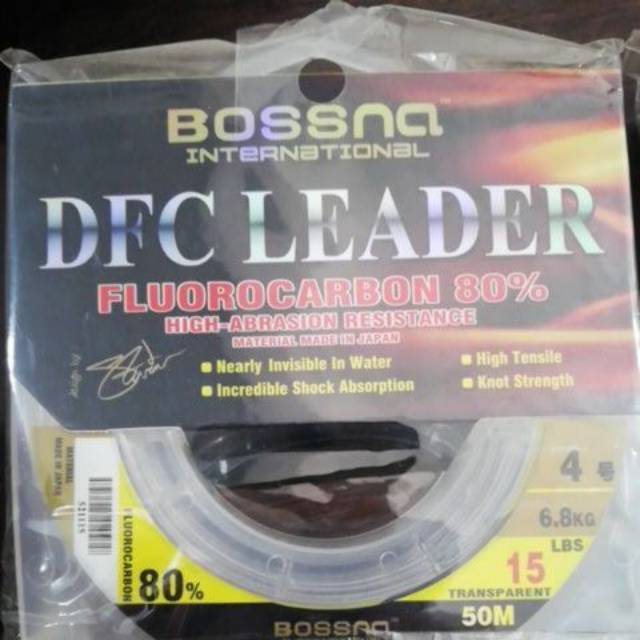 BOSSNA™
INTERNATIONAL
DFC LEADER
FLUOROCARBON 80%
HIGH-ABRASION RESISTANCE
MATERIAL MADE IN JAPAN
Nearly Invisible In Water
High Tensile
Incredible Shock Absorption
Knot Strength
MATERIAL
MADE IN JAPAN
FLUOROCARBON
80%
4号
6.8KG
LBS
15
TRANSPARENT
50M
BOSSNA